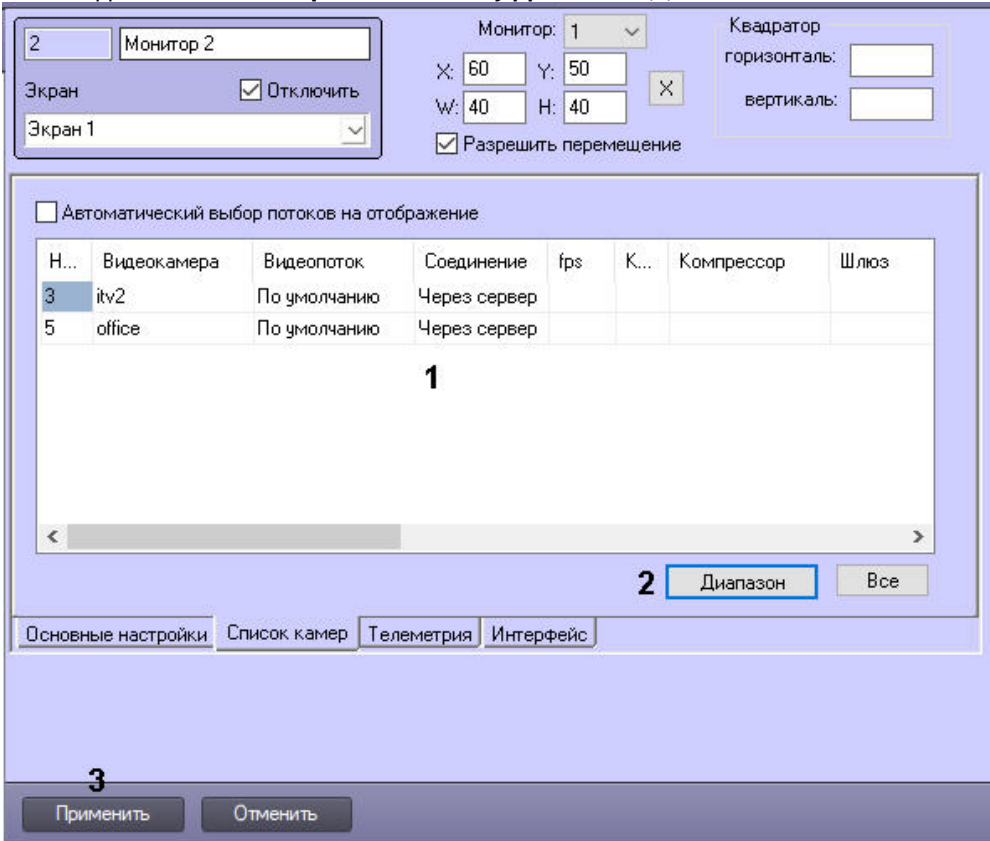 2 Монитор 2
Экран Отключить
Экран 1
Монитор: 1
X: 60 Y: 50
W: 40 H: 40
X
Разрешить перемещение
Квадратор
горизонталь:
вертикаль:
Автоматический выбор потоков на отображение
Н... Видеокамера Видеопоток Соединение fps К... Компрессор Шлюз
3 itv2 По умолчанию Через сервер
5 office По умолчанию Через сервер
1
2 Диапазон Все
Основные настройки Список камер Телеметрия Интерфейс
3
Применить Отменить